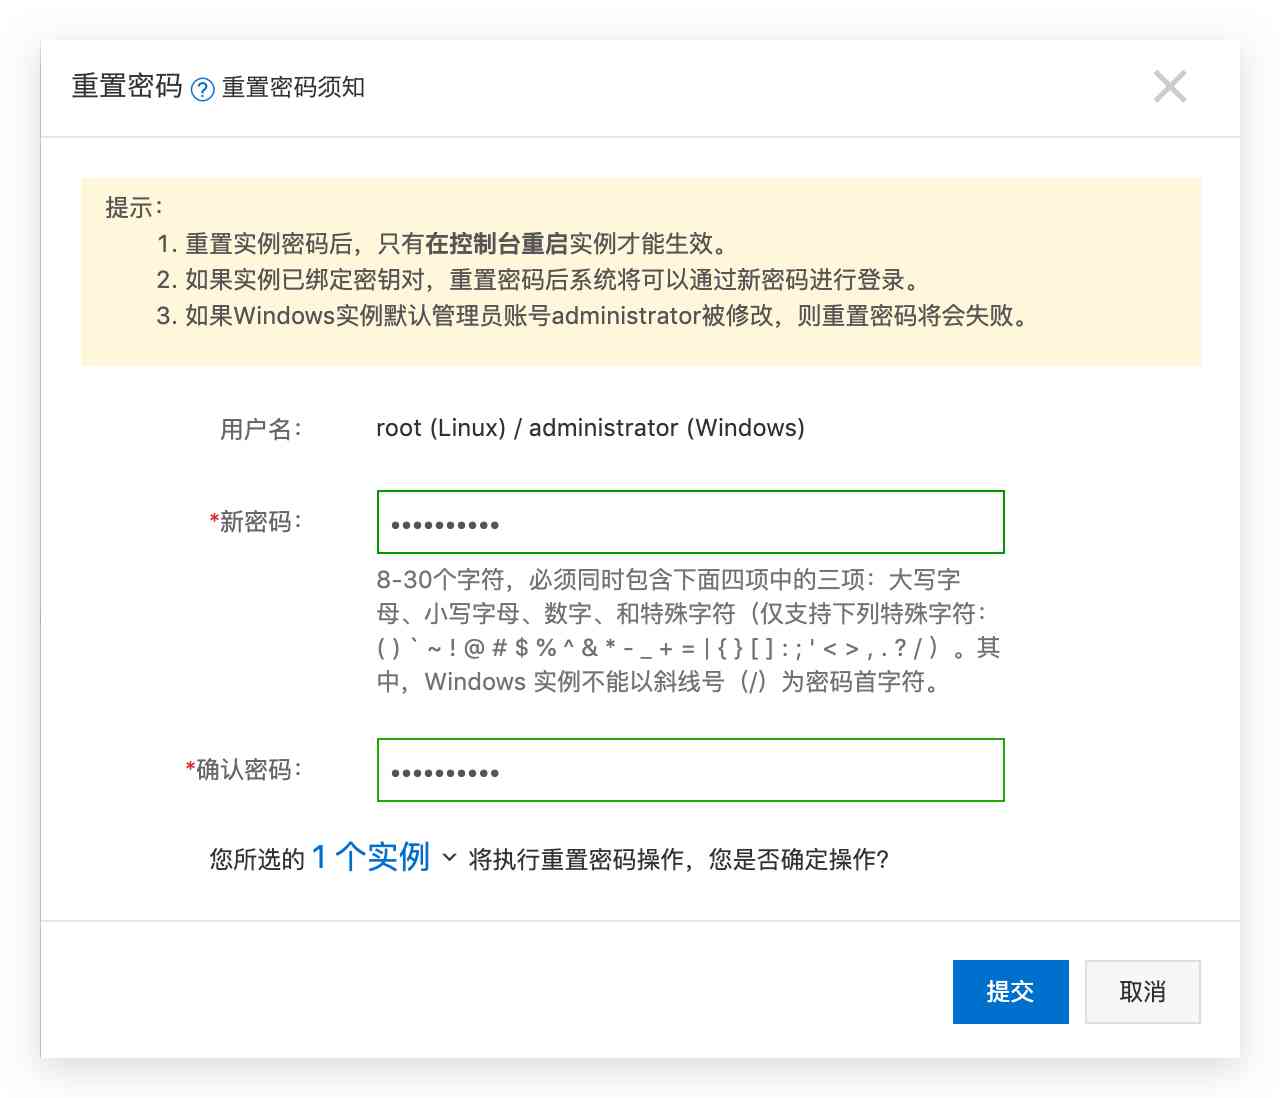 重置密码 ? 重置密码须知
提示：
1. 重置实例密码后，只有在控制台重启实例才能生效。
2. 如果实例已绑定密钥对，重置密码后系统将可以通过新密码进行登录。
3. 如果Windows实例默认管理员账号administrator被修改，则重置密码将会失败。
用户名： root (Linux) / administrator (Windows)
*新密码： ••••••••••
8-30个字符，必须同时包含下面四项中的三项：大写字
母、小写字母、数字、和特殊字符（仅支持下列特殊字符：
( ) ` ~ ! @ # $ % ^ & * - _ + = | { } [ ] : ; ' < > , . ? / ）。其
中，Windows 实例不能以斜线号（/）为密码首字符。
*确认密码： ••••••••••
您所选的 1 个实例 将执行重置密码操作，您是否确定操作?
提交 取消